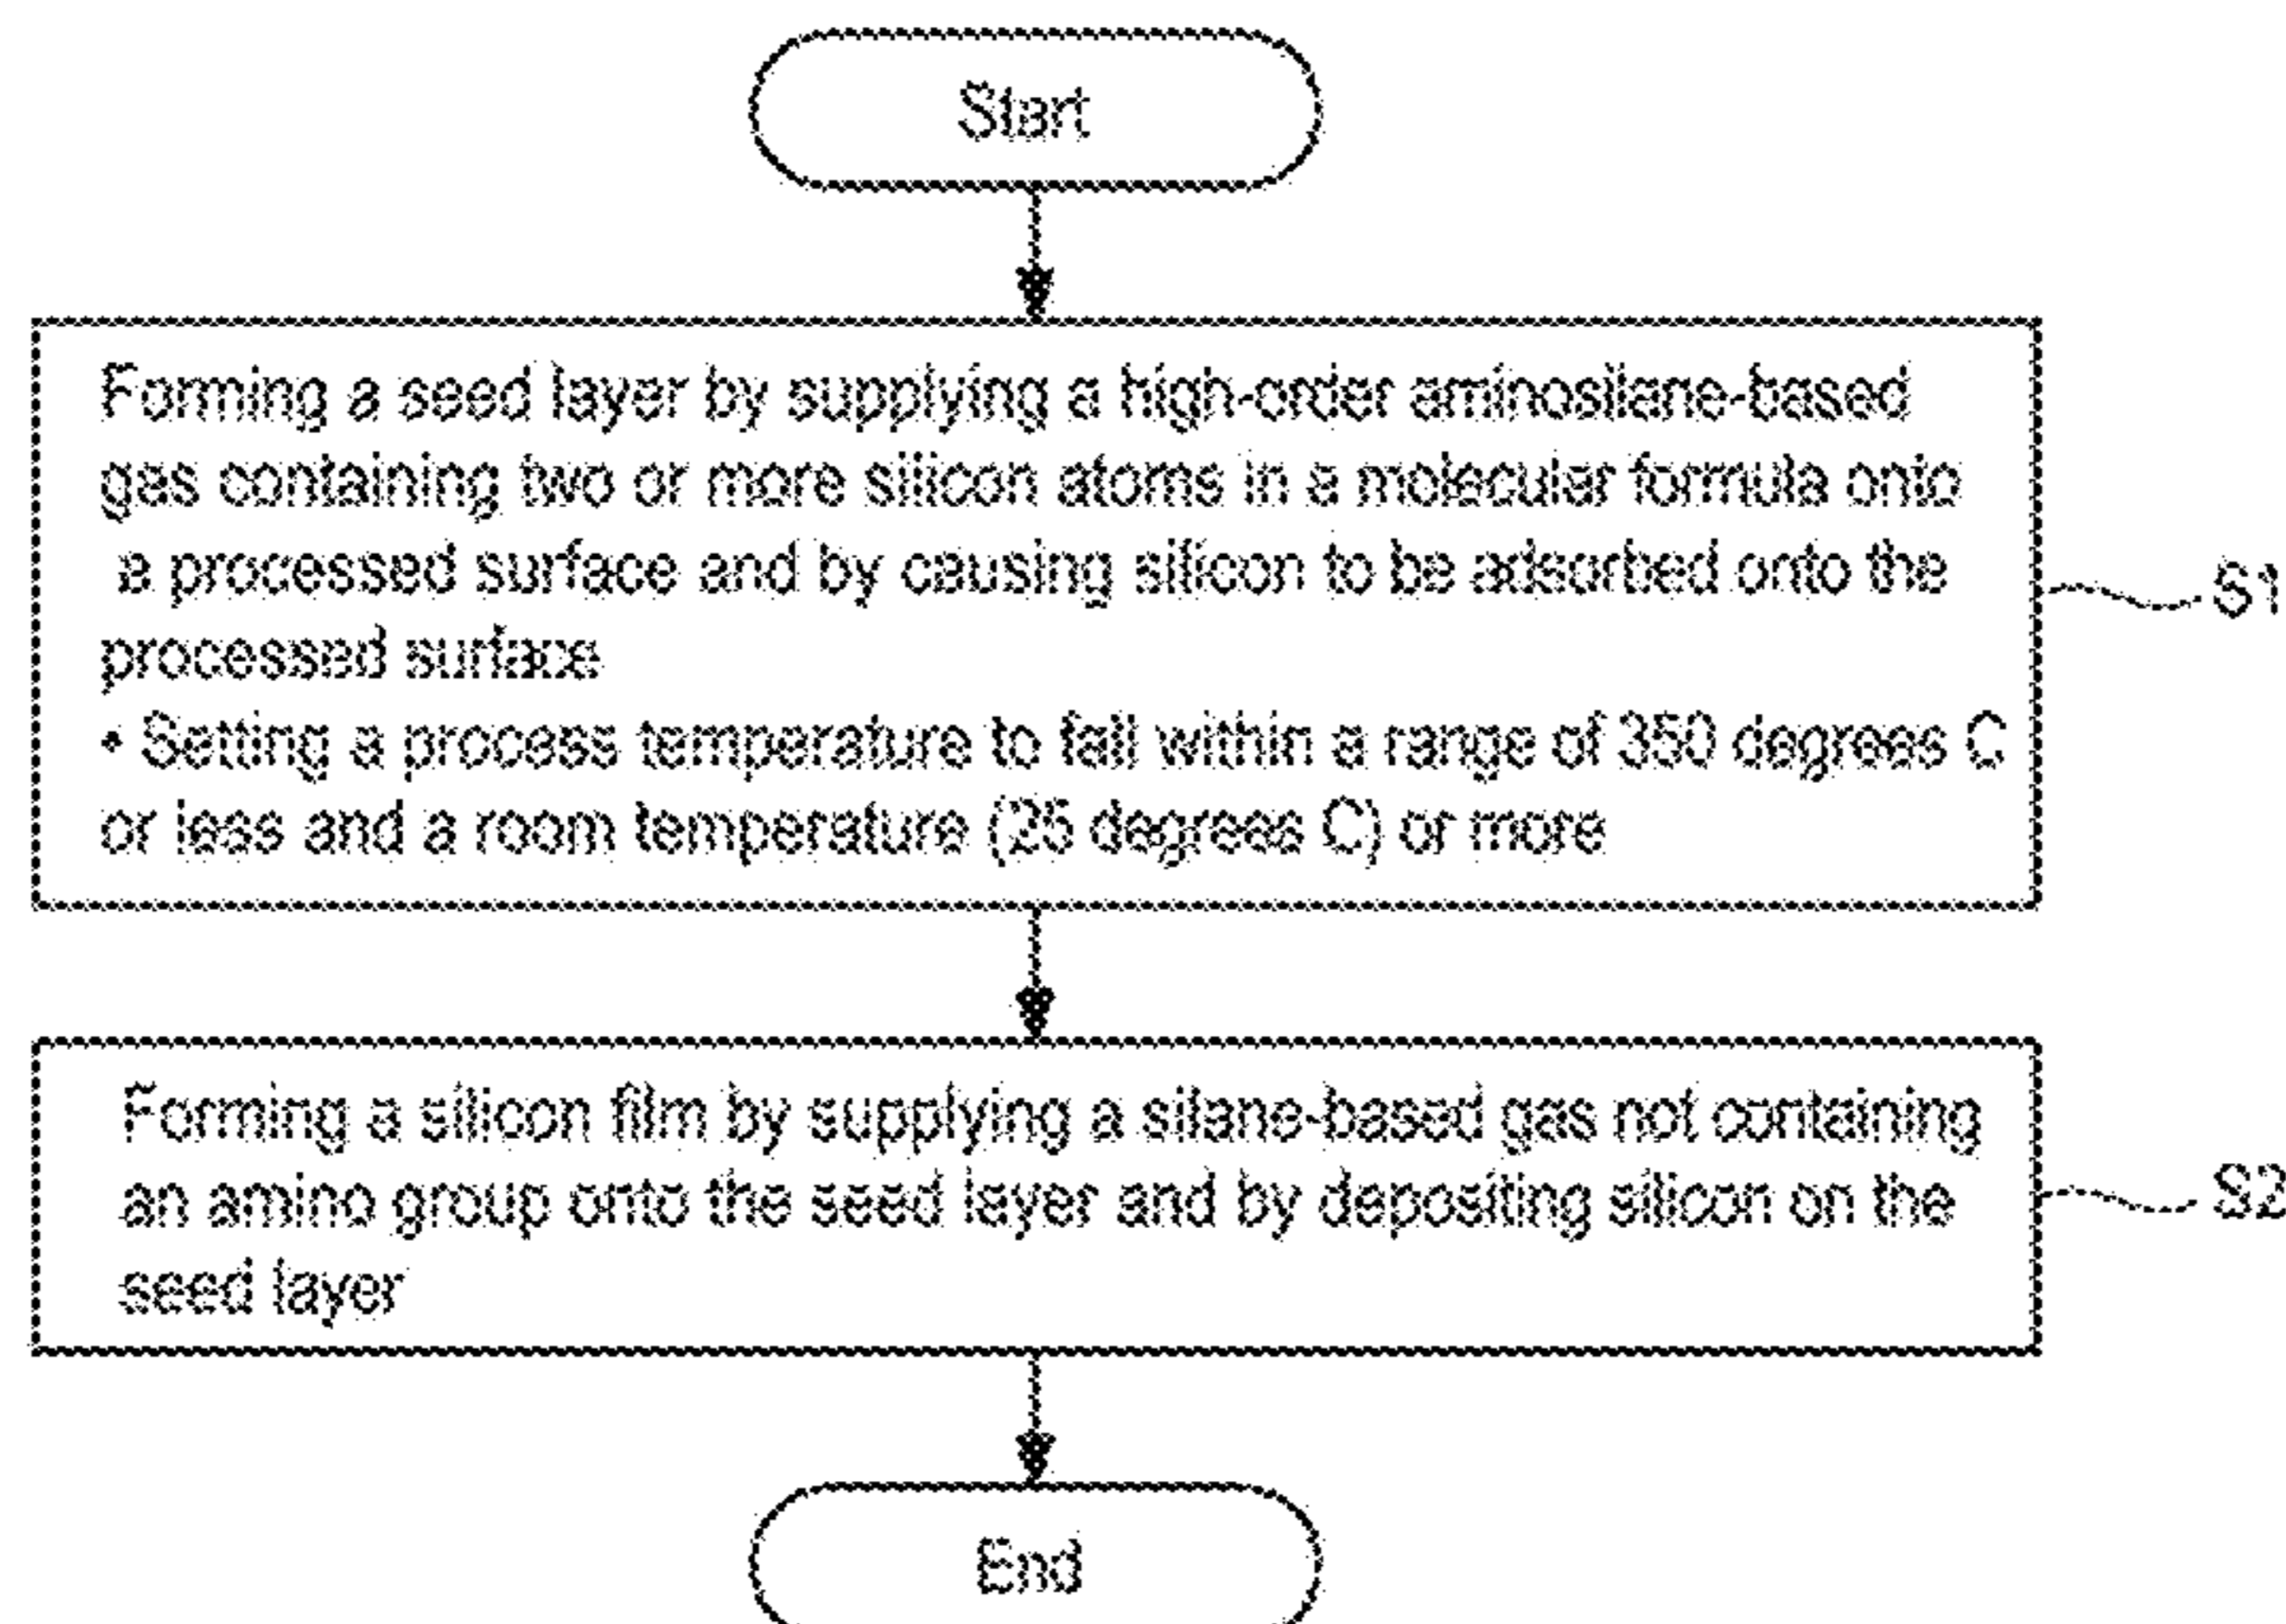 Start
Forming a seed layer by supplying a high-order aminosilane-based
gas containing two or more silicon atoms in a molecular formula onto
a processed surface and by causing silicon to be adsorbed onto the
processed surface
• Setting a process temperature to fall within a range of 350 degrees C
or less and a room temperature (25 degrees C) or more
S1
Forming a silicon film by supplying a silane-based gas not containing
an amino group onto the seed layer and by depositing silicon on the
seed layer
S2
End